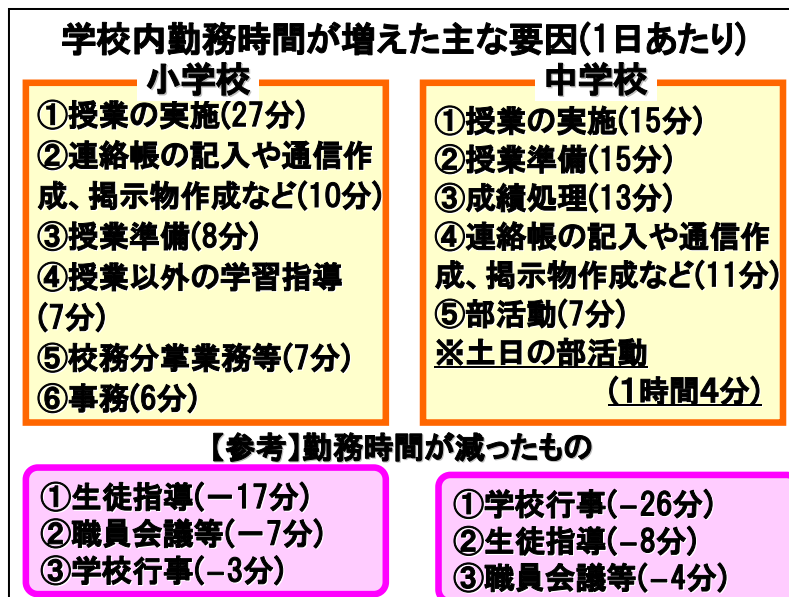 学校内勤務時間が増えた主な要因(1日あたり)
小学校
①授業の実施(27分)
②連絡帳の記入や通信作
成、掲示物作成など(10分)
③授業準備(8分)
④授業以外の学習指導
(7分)
⑤校務分掌業務等(7分)
⑥事務(6分)
中学校
①授業の実施(15分)
②授業準備(15分)
③成績処理(13分)
④連絡帳の記入や通信作
成、掲示物作成など(11分)
⑤部活動(7分)
※土日の部活動
(1時間4分)
【参考】勤務時間が減ったもの
①生徒指導(－17分)
②職員会議等(－7分)
③学校行事(−3分)
①学校行事(−26分)
②生徒指導(−8分)
③職員会議等(−4分)